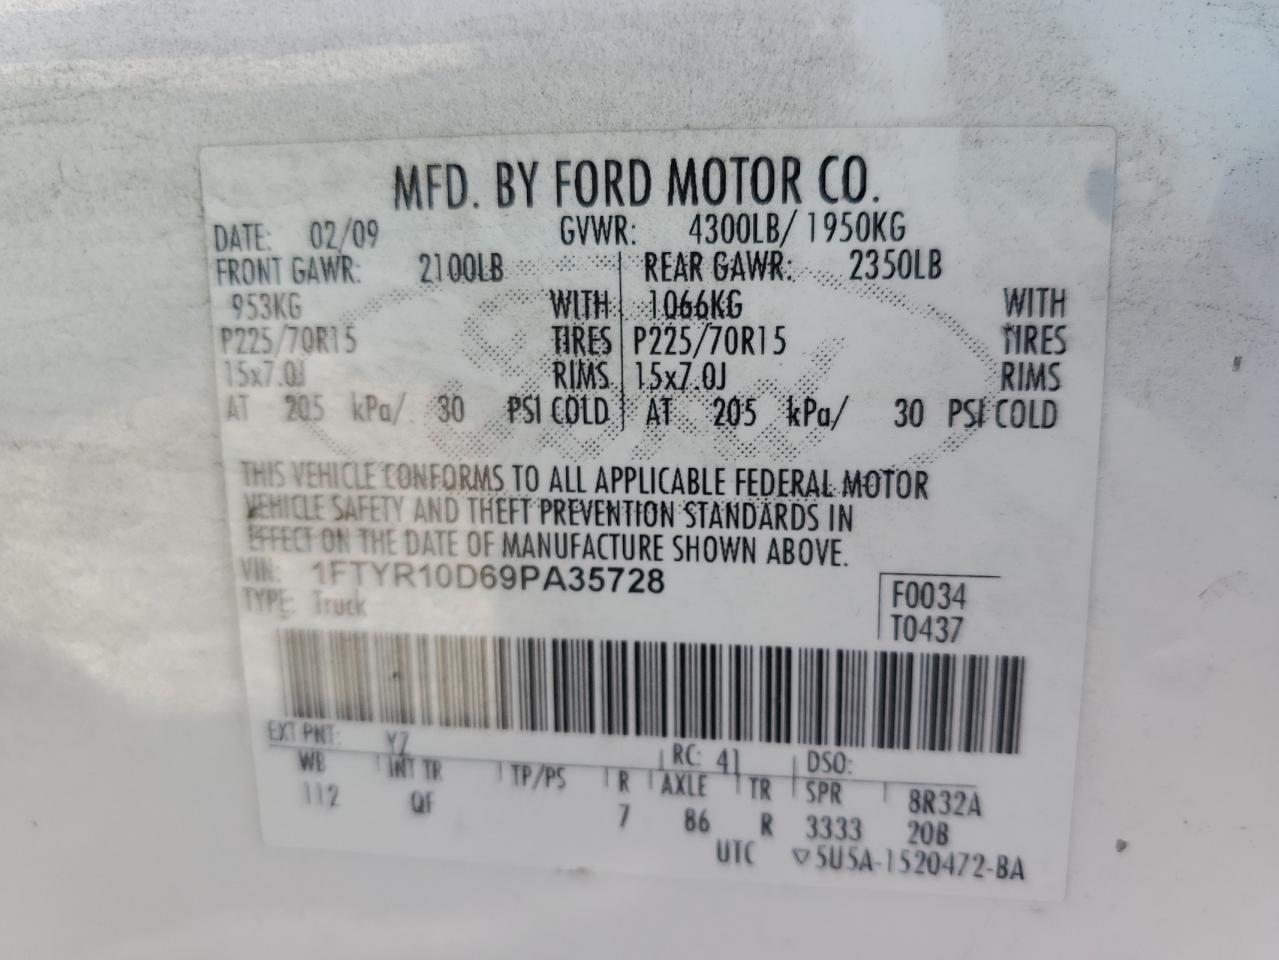 MFD. BY FORD MOTOR CO.
DATE: 02/09 GVWR: 4300LB/ 1950KG
FRONT GAWR: 2100LB REAR GAWR: 2350LB
953KG WITH 1066KG WITH
P225/70R15 TIRES P225/70R15 TIRES
15x7.0J RIMS 15x7.0J RIMS
AT 205 kPa/ 30 PSI COLD AT 205 kPa/ 30 PSI COLD
THIS VEHICLE CONFORMS TO ALL APPLICABLE FEDERAL MOTOR
VEHICLE SAFETY AND THEFT PREVENTION STANDARDS IN
EFFECT ON THE DATE OF MANUFACTURE SHOWN ABOVE.
VIN: 1FTYR10D69PA35728
TYPE: Truck
F0034
T0437
EXT PNT: YZ RC: 41 DSO:
WB INT TR TP/PS R AXLE TR SPR 8R32A
112 QF 7 86 R 3333 20B
UTC ▽5U5A-1520472-BA